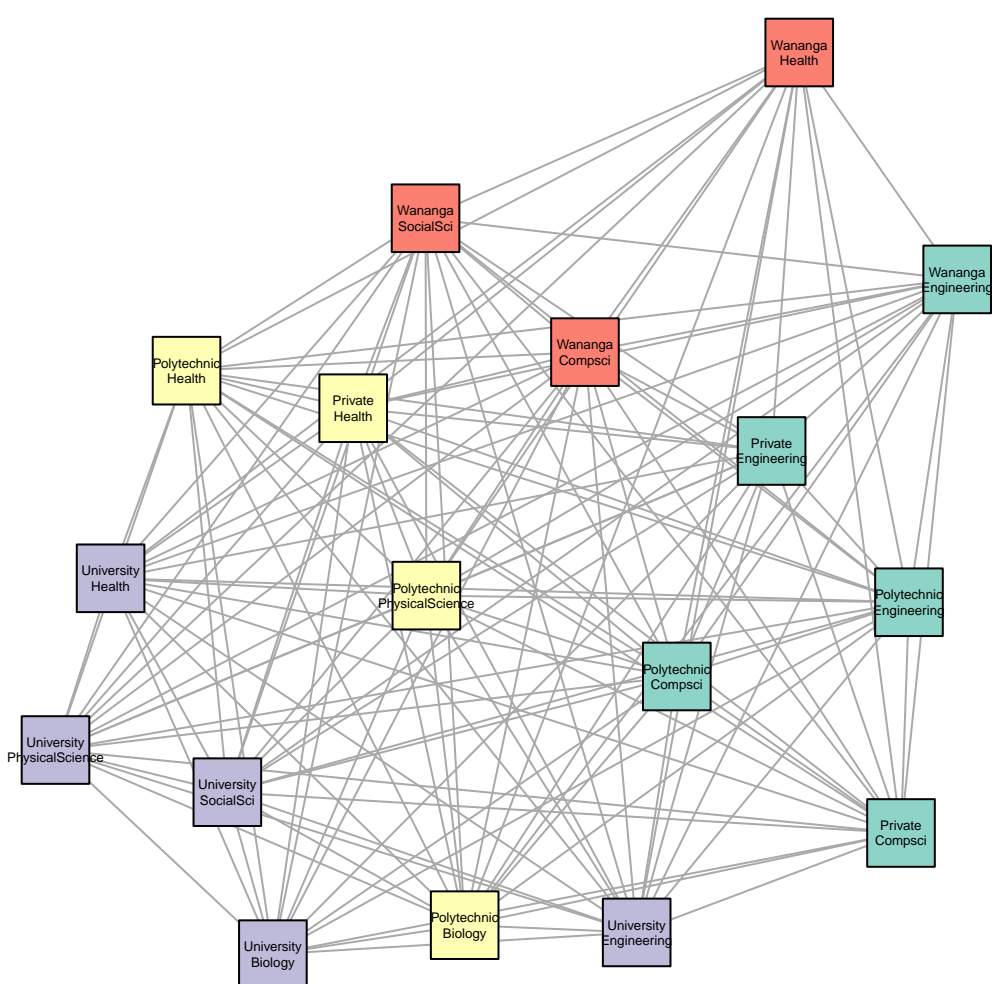 Wananga
Health
Wananga
SocialSci
Wananga
Engineering
Wananga
Compsci
Polytechnic
Health
Private
Health
Private
Engineering
University
Health
Polytechnic
PhysicalScience
Polytechnic
Engineering
Polytechnic
Compsci
University
PhysicalScience
University
SocialSci
Private
Compsci
Polytechnic
Biology
University
Engineering
University
Biology